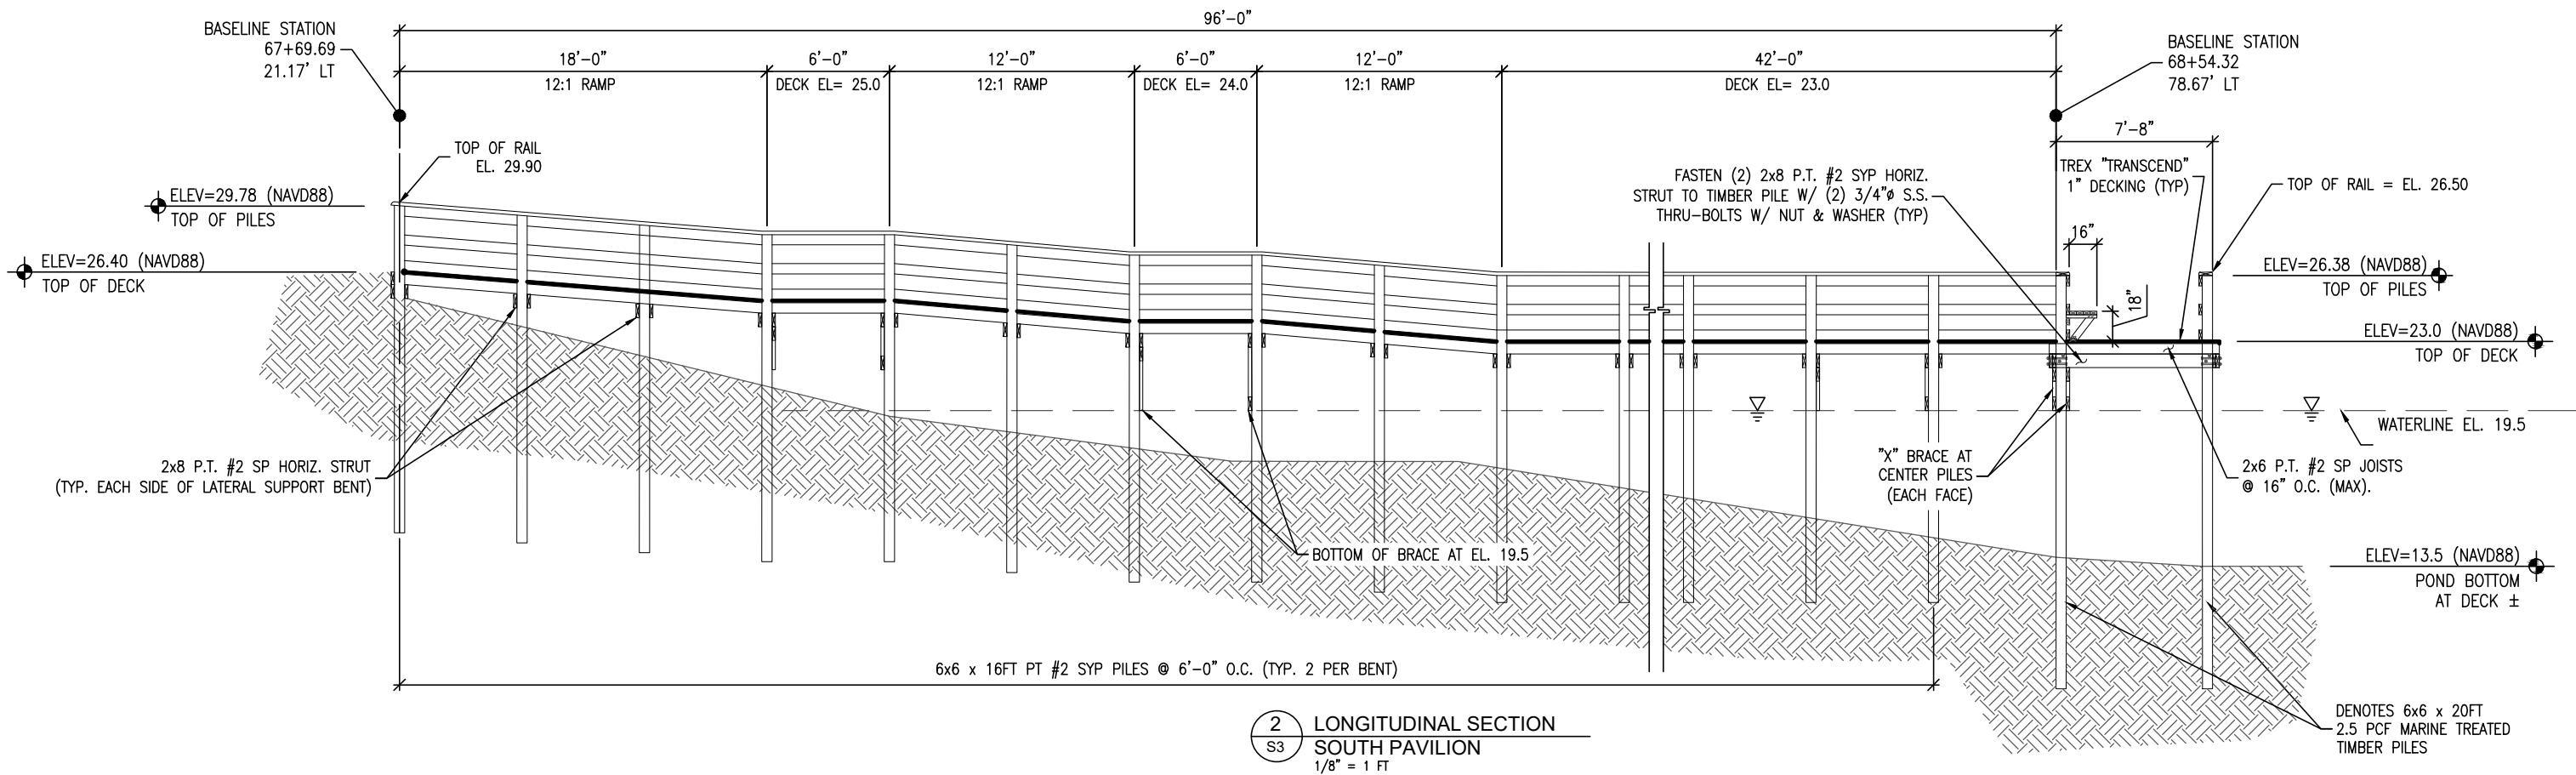 96'-0"
BASELINE STATION
67+69.69
21.17' LT
18'-0"
12:1 RAMP
6'-0"
DECK EL= 25.0
12'-0"
12:1 RAMP
6'-0"
DECK EL= 24.0
12'-0"
12:1 RAMP
42'-0"
DECK EL= 23.0
BASELINE STATION
68+54.32
78.67' LT
7'-8"
TOP OF RAIL
EL. 29.90
ELEV=29.78 (NAVD88)
TOP OF PILES
ELEV=26.40 (NAVD88)
TOP OF DECK
FASTEN (2) 2x8 P.T. #2 SYP HORIZ.
STRUT TO TIMBER PILE W/ (2) 3/4"ø S.S.
THRU-BOLTS W/ NUT & WASHER (TYP)
TREX "TRANSCEND"
1" DECKING (TYP)
TOP OF RAIL = EL. 26.50
16"
18"
ELEV=26.38 (NAVD88)
TOP OF PILES
ELEV=23.0 (NAVD88)
TOP OF DECK
WATERLINE EL. 19.5
2x8 P.T. #2 SP HORIZ. STRUT
(TYP. EACH SIDE OF LATERAL SUPPORT BENT)
"X" BRACE AT
CENTER PILES
(EACH FACE)
2x6 P.T. #2 SP JOISTS
@ 16" O.C. (MAX).
BOTTOM OF BRACE AT EL. 19.5
ELEV=13.5 (NAVD88)
POND BOTTOM
AT DECK ±
6x6 x 16FT PT #2 SYP PILES @ 6'-0" O.C. (TYP. 2 PER BENT)
DENOTES 6x6 x 20FT
2.5 PCF MARINE TREATED
TIMBER PILES
2
S3
LONGITUDINAL SECTION
SOUTH PAVILION
1/8" = 1 FT